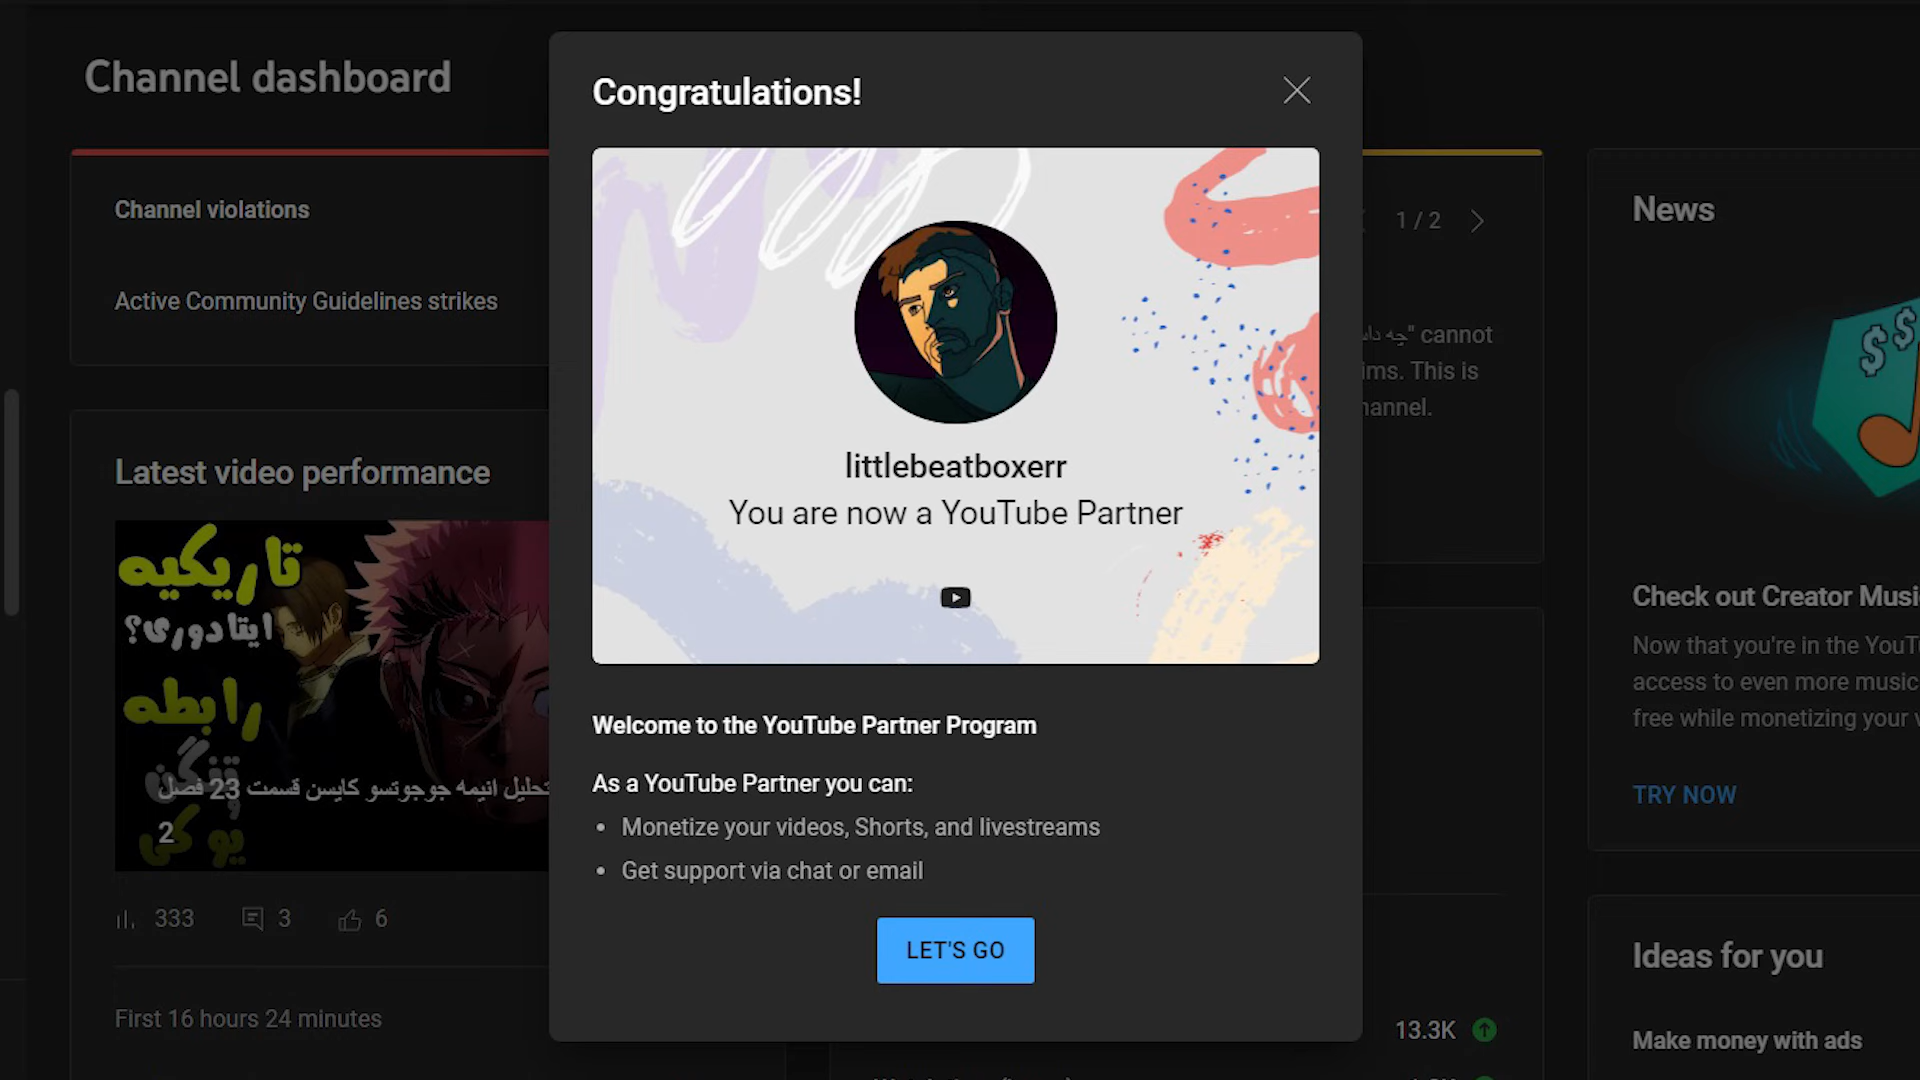 Channel dashboard
Channel violations
Active Community Guidelines strikes
Latest video performance
تاریکیه
ایتادوری؟
رابطه
تحلیل انیمه جوجوتسو کایسن قسمت 23 فصل
2
333
3
6
First 16 hours 24 minutes
Congratulations!
littlebeatboxerr
You are now a YouTube Partner
Welcome to the YouTube Partner Program
As a YouTube Partner you can:
• Monetize your videos, Shorts, and livestreams
• Get support via chat or email
LET'S GO
1 / 2
cannot
This is
13.3K
News
Check out Creator
Now that you're in the
access to even more music
free while monetizing your
TRY NOW
Ideas for you
Make money with ads